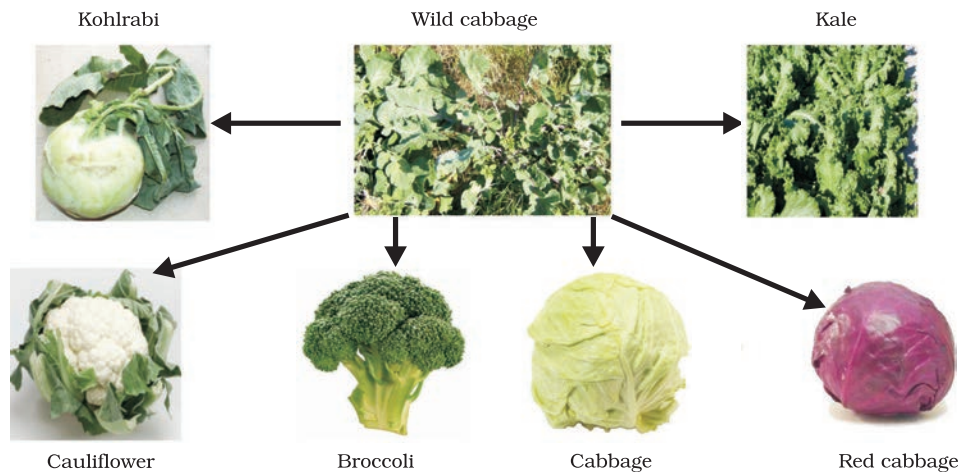 Kohlrabi
Wild cabbage
Kale
Cauliflower
Broccoli
Cabbage
Red cabbage